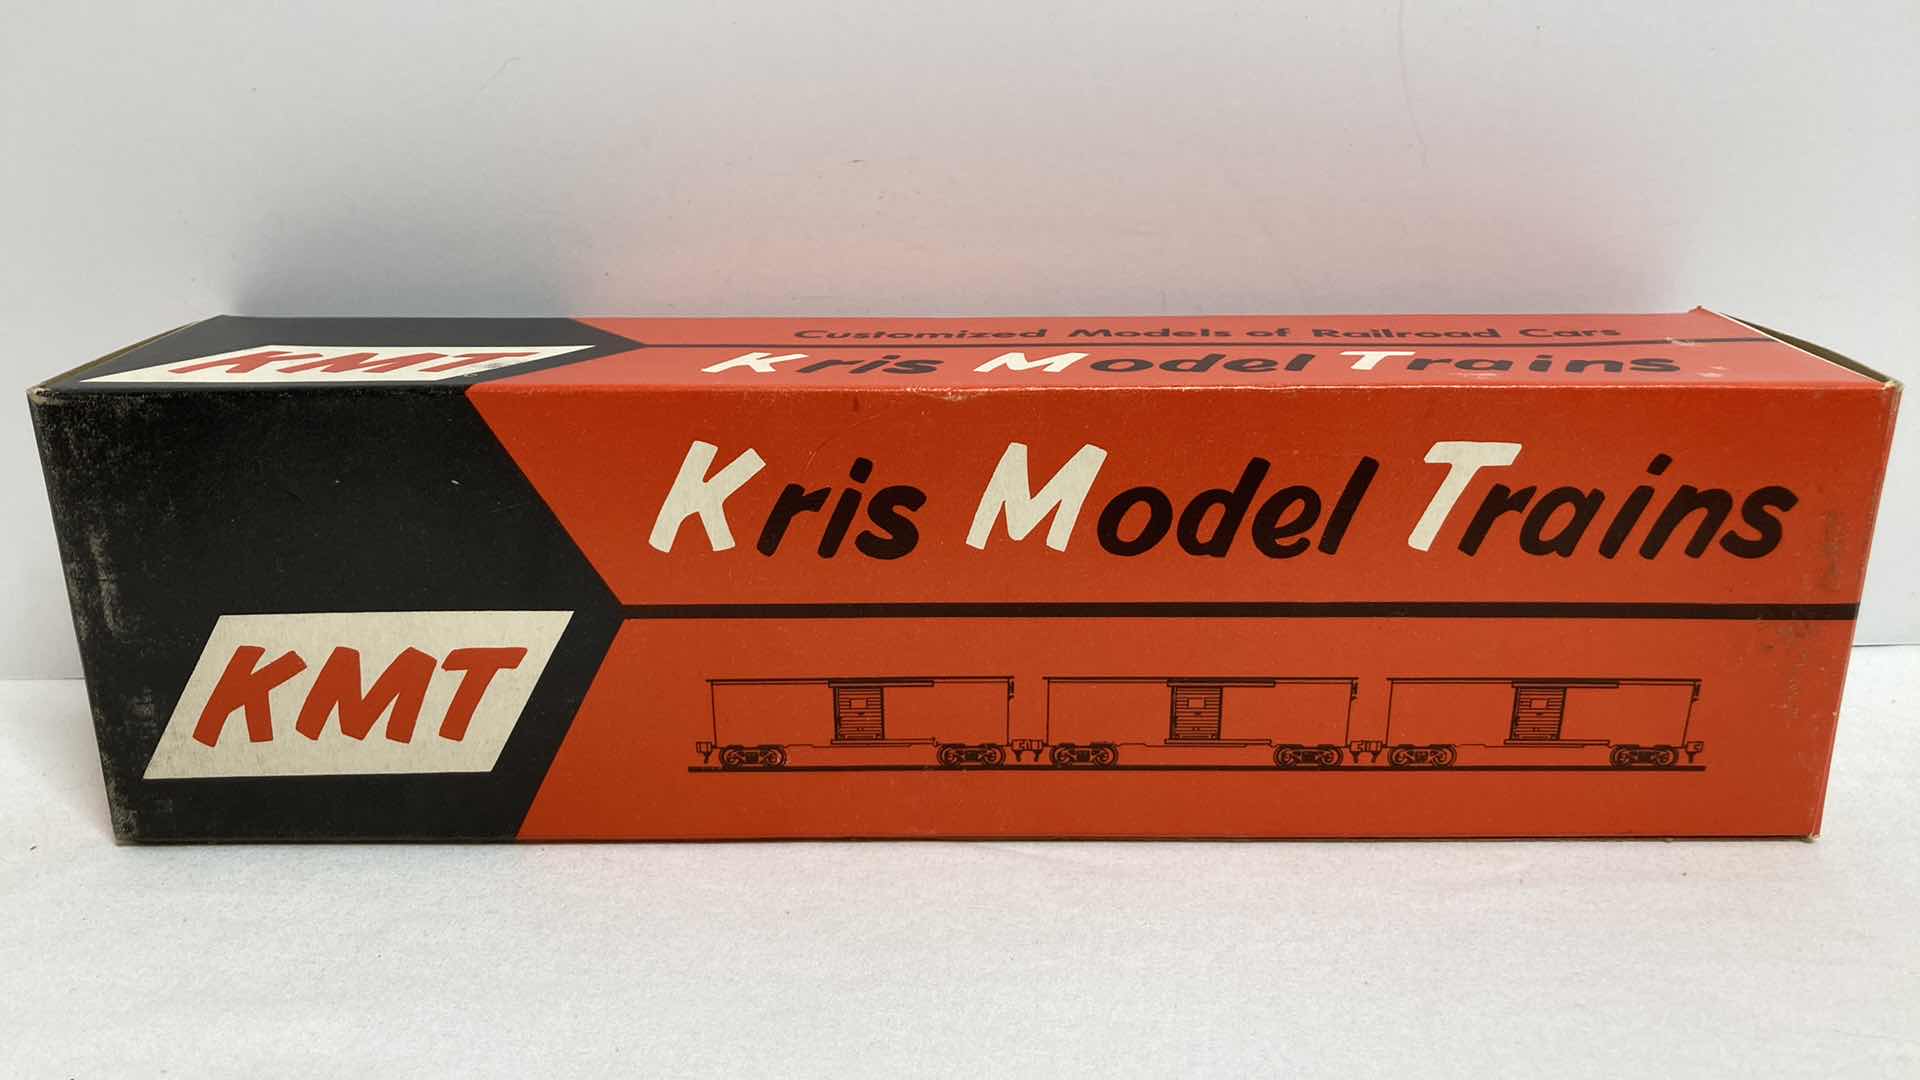 Customized Models of Railroad Cars
KMT
Kris Model Trains
Kris Model Trains
KMT